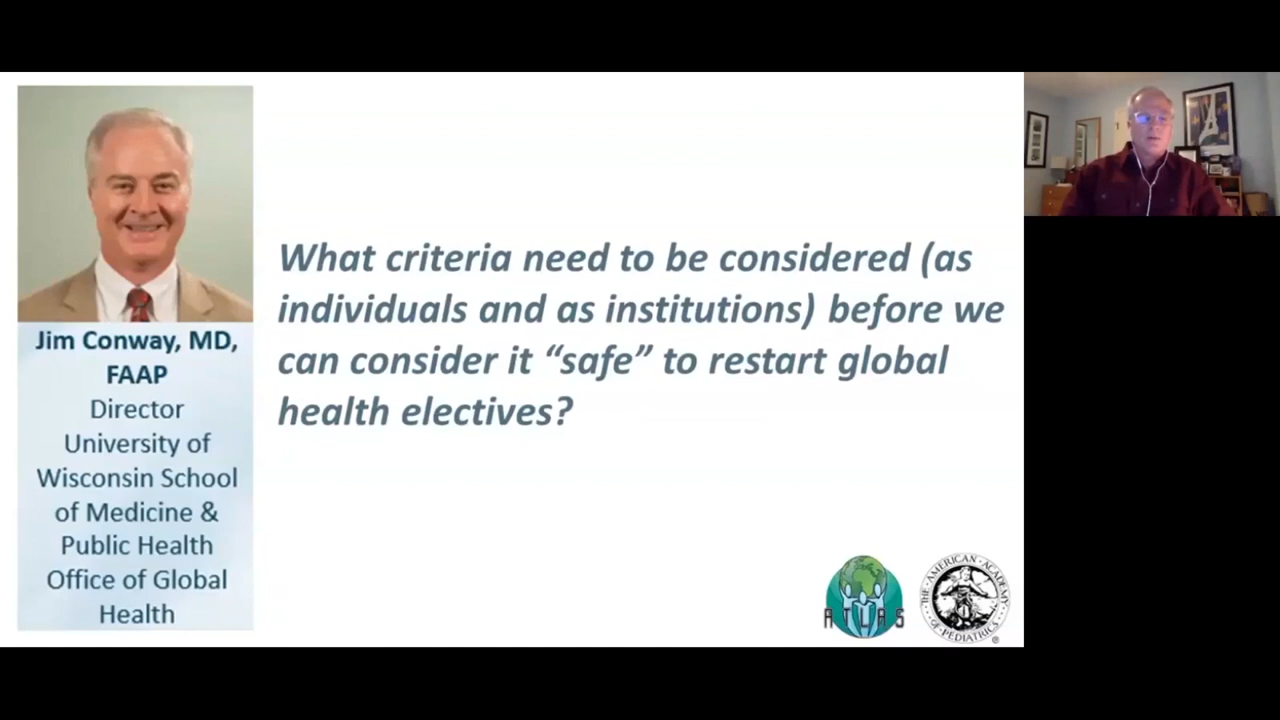 Jim Conway, MD,
FAAP
Director
University of
Wisconsin School
of Medicine &
Public Health
Office of Global
Health
What criteria need to be considered (as
individuals and as institutions) before we
can consider it “safe” to restart global
health electives?
ATLAS
THE AMERICAN ACADEMY
OF PEDIATRICS
®